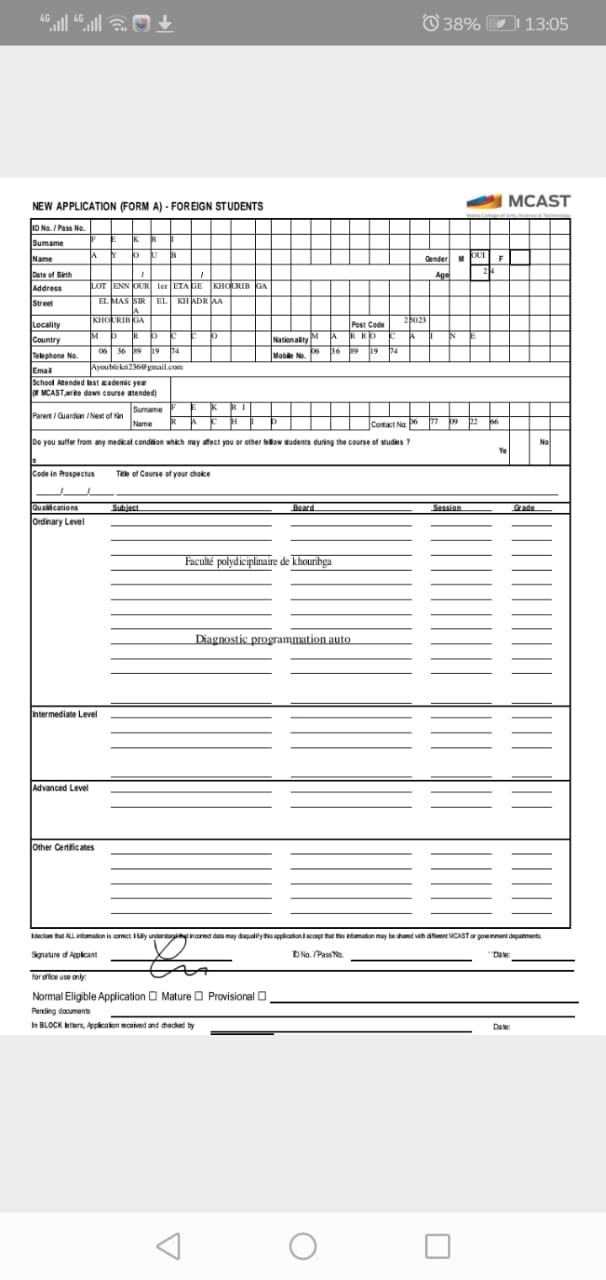 4G 4G 38% 13:05
MCAST
Malta College of Arts, Science & Technology
NEW APPLICATION (FORM A) - FOREIGN STUDENTS
ID No. / Pass No.
Surname F E K R I
Name A Y O U B Gender M OUI F
Date of Birth / / Age 24
Address LOT ENN OUR 1er ETA GE KHOURIB GA
Street EL MAS SIR EL KH ADR AA
A
Locality KHOURIB GA Post Code 25023
Country M O R O C C O Nationality M A R R O C A I N E
Telephone No. 06 36 89 19 74 Mobile No. 06 36 89 19 74
Email Ayoubfekri236@gmail.com
School Attended last academic year
(If MCAST,write down course attended)
Parent / Guardian / Next of Kin Surname F E K R I
Name R A C H I D Contact No: 06 77 09 22 66
Do you suffer from any medical condition which may affect you or other fellow students during the course of studies ? No
Ye
s
Code in Prospectus Title of Course of your choice
/ /
Qualifications Subject Board Session Grade
Ordinary Level
Faculté polydiciplinaire de khouribga
Diagnostic programmation auto
Intermediate Level
Advanced Level
Other Certificates
I declare that ALL information is correct. I fully understand that incorrect data may disqualify this application.I accept that this information may be shared with different MCAST or government departments.
Signature of Applicant ID No. / Pass No. Date:
for office use only:
Normal Eligible Application ☐ Mature ☐ Provisional ☐
Pending documents
In BLOCK letters, Application received and checked by Date: